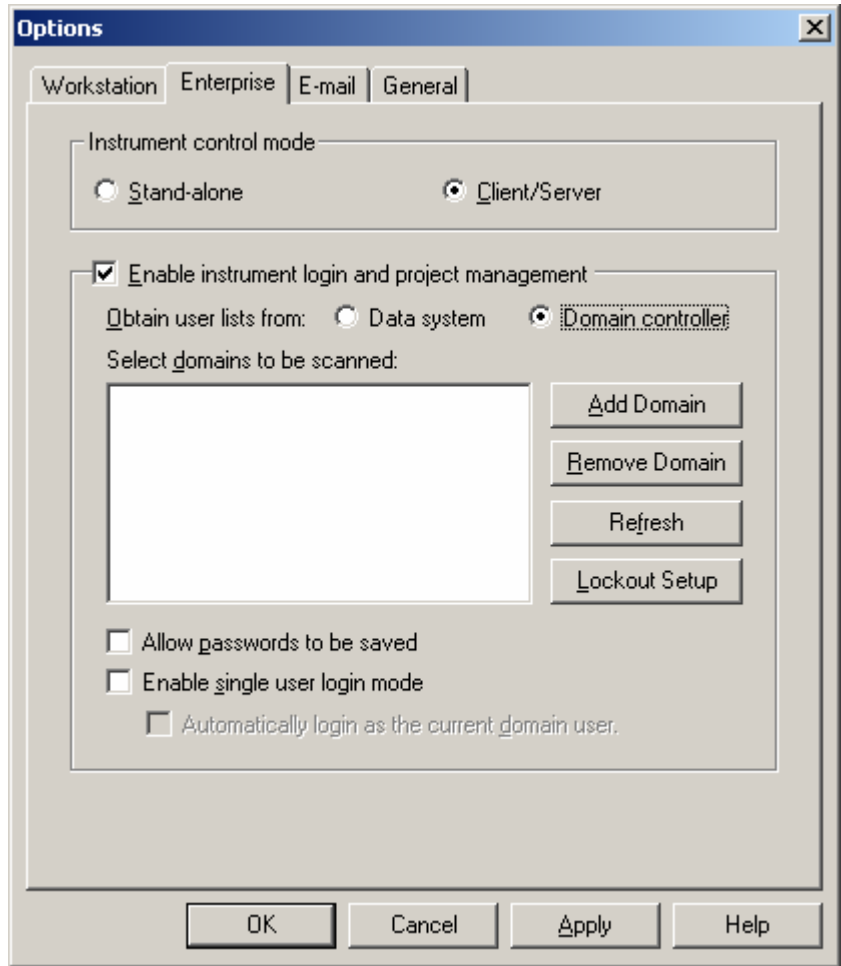 Options
Workstation Enterprise E-mail General
Instrument control mode
Stand-alone Client/Server
Enable instrument login and project management
Obtain user lists from: Data system Domain controller
Select domains to be scanned:
Add Domain
Remove Domain
Refresh
Lockout Setup
Allow passwords to be saved
Enable single user login mode
Automatically login as the current domain user.
OK Cancel Apply Help